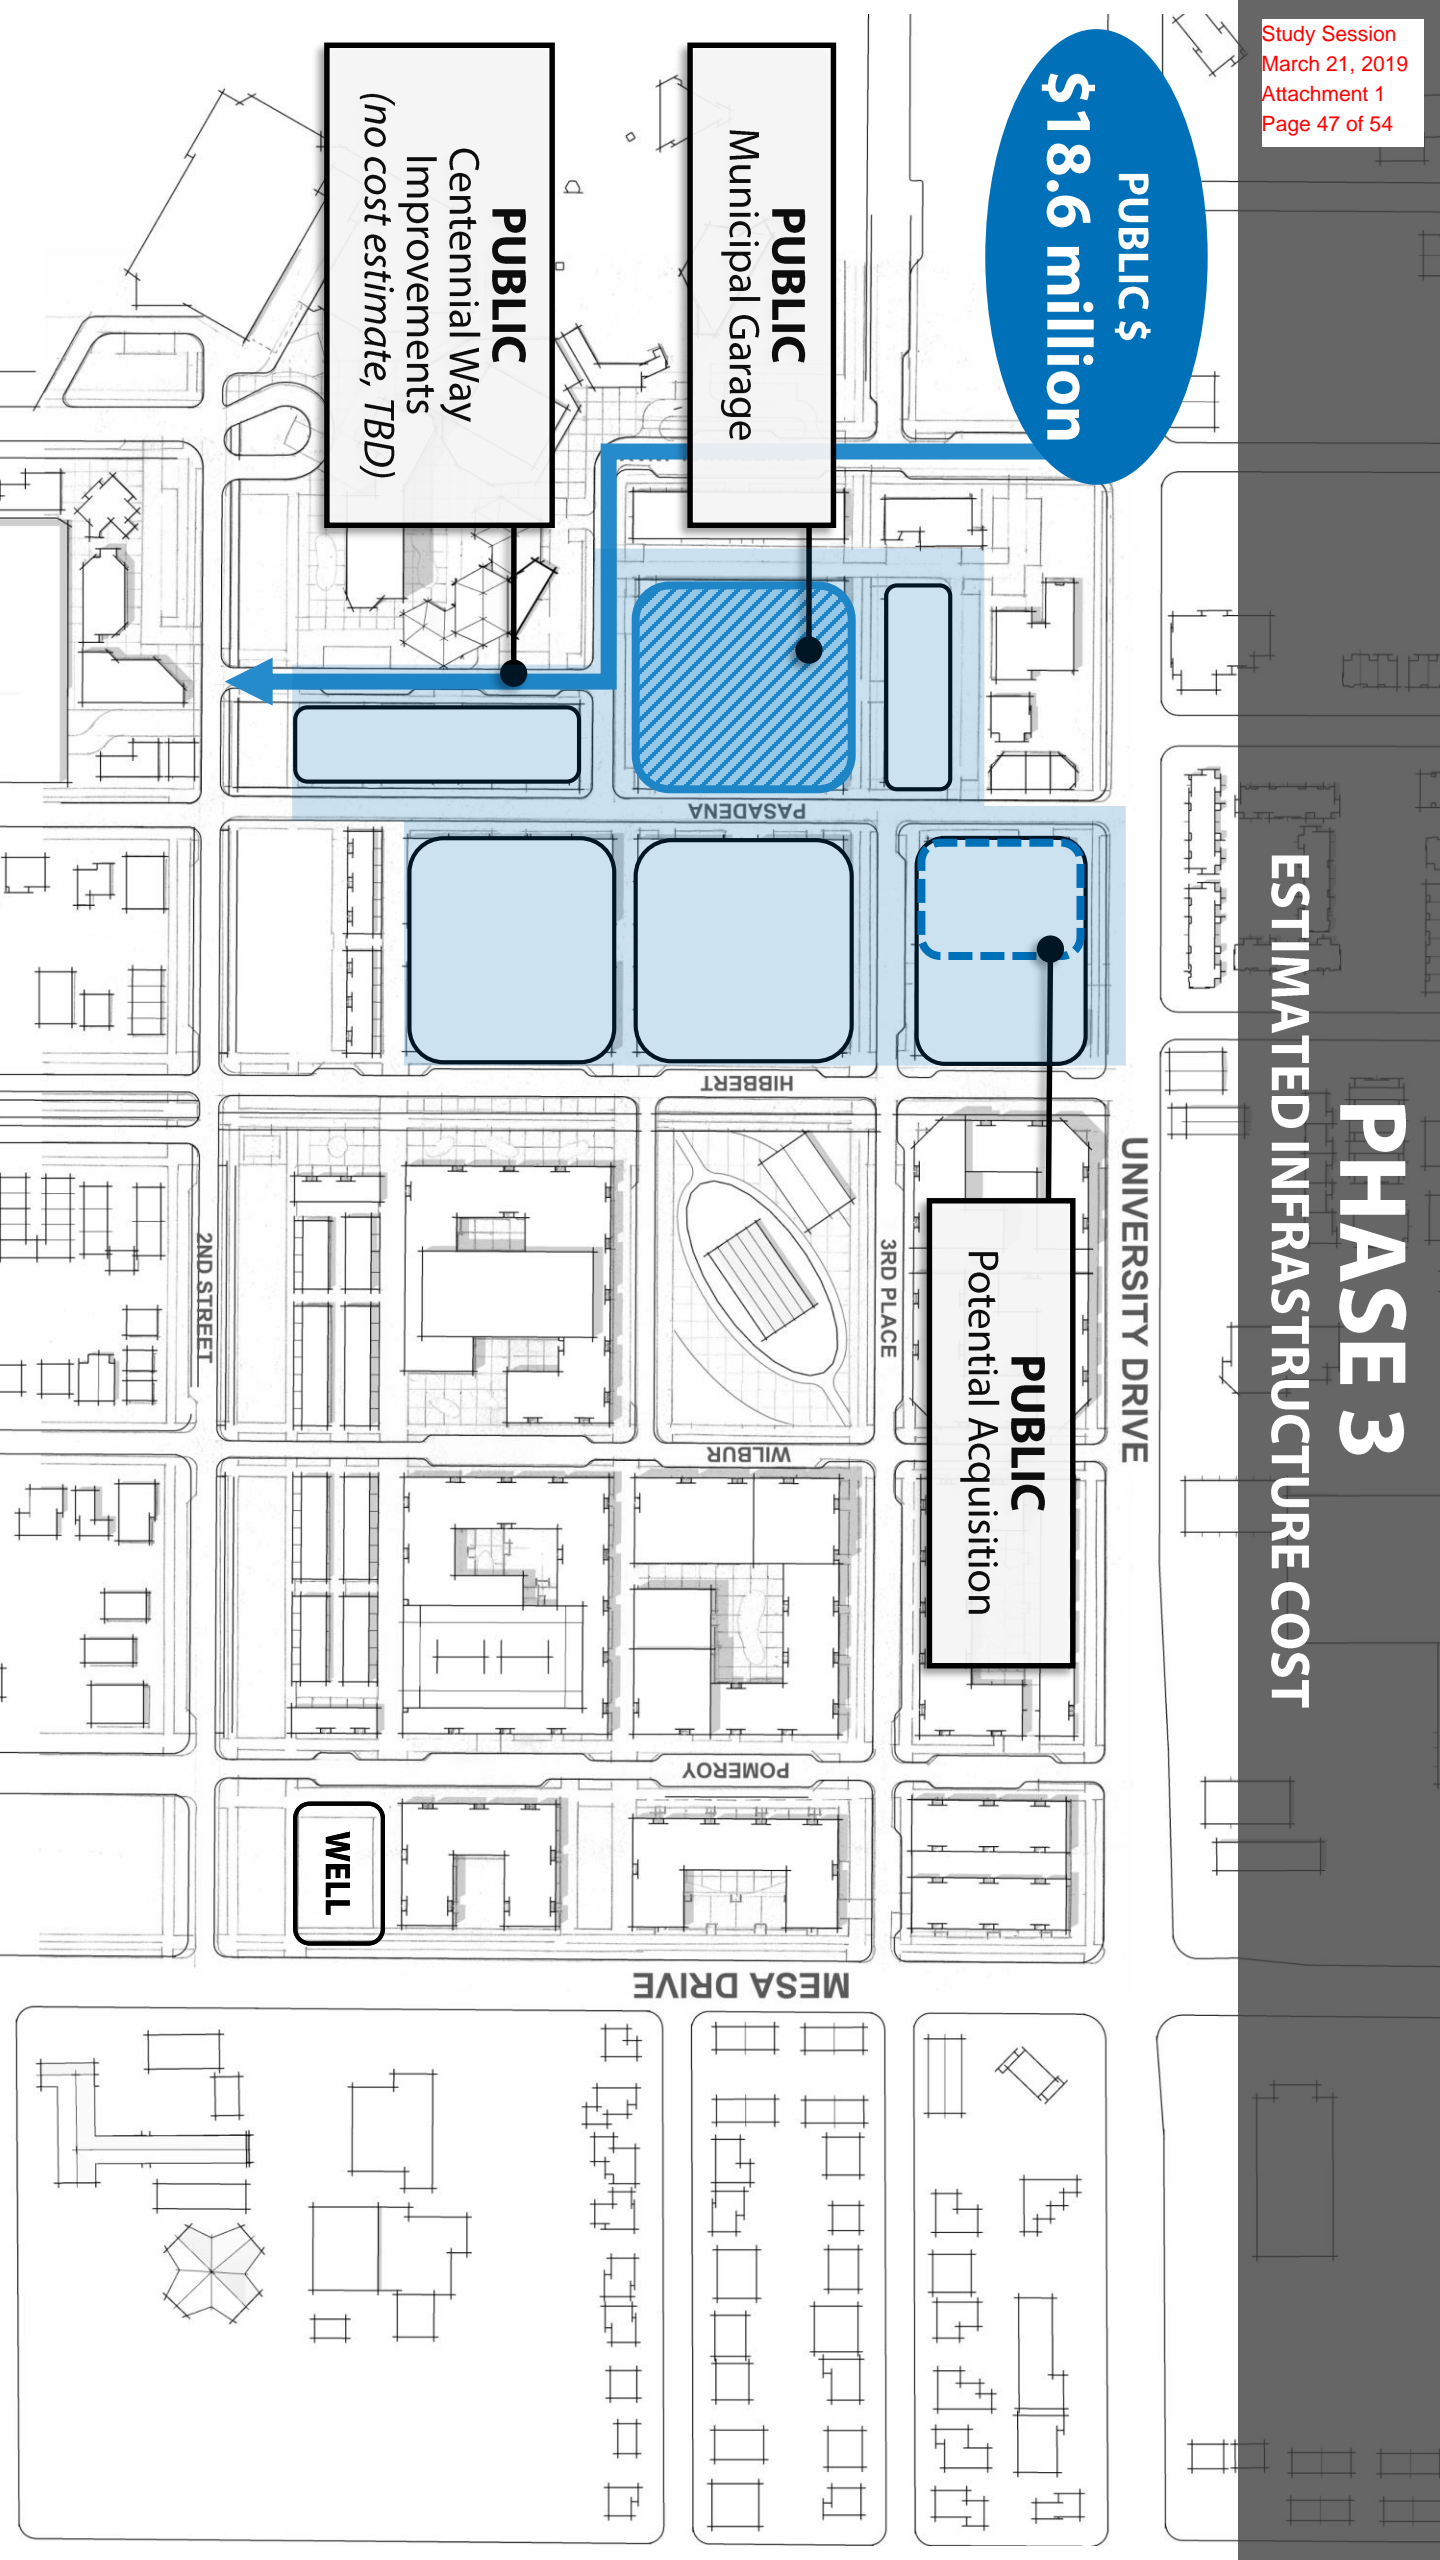 Study Session
March 21, 2019
Attachment 1
Page 47 of 54
PHASE 3
ESTIMATED INFRASTRUCTURE COST
PUBLIC $
$18.6 million
PUBLIC
Municipal Garage
PUBLIC
Centennial Way
Improvements
(no cost estimate, TBD)
PUBLIC
Potential Acquisition
UNIVERSITY DRIVE
3RD PLACE
2ND STREET
PASADENA
HIBBERT
WILBUR
POMEROY
MESA DRIVE
WELL